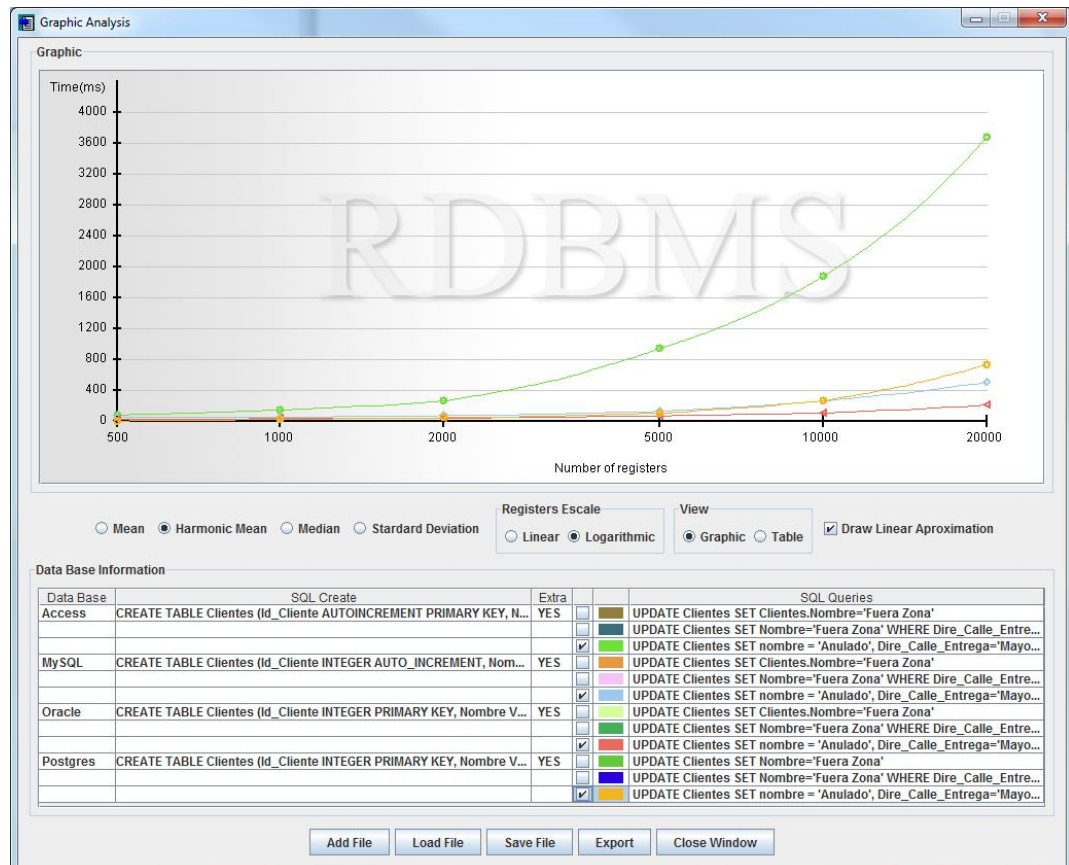 Graphic Analysis
Graphic
Time(ms)
4000
3600
3200
2800
2400
2000
1600
1200
800
400
0
RDBMS
500 1000 2000 5000 10000 20000
Number of registers
Mean Harmonic Mean Median Stardard Deviation
Registers Escale
Linear Logarithmic
View
Graphic Table
Draw Linear Aproximation
Data Base Information
Data Base SQL Create Extra SQL Queries
Access CREATE TABLE Clientes (Id_Cliente AUTOINCREMENT PRIMARY KEY, N... YES UPDATE Clientes SET Clientes.Nombre='Fuera Zona'
UPDATE Clientes SET Nombre='Fuera Zona' WHERE Dire_Calle_Entre...
UPDATE Clientes SET nombre = 'Anulado', Dire_Calle_Entrega='Mayo...
MySQL CREATE TABLE Clientes (Id_Cliente INTEGER AUTO_INCREMENT, Nom... YES UPDATE Clientes SET Clientes.Nombre='Fuera Zona'
UPDATE Clientes SET Nombre='Fuera Zona' WHERE Dire_Calle_Entre...
UPDATE Clientes SET nombre = 'Anulado', Dire_Calle_Entrega='Mayo...
Oracle CREATE TABLE Clientes (Id_Cliente INTEGER PRIMARY KEY, Nombre V... YES UPDATE Clientes SET Clientes.Nombre='Fuera Zona'
UPDATE Clientes SET Nombre='Fuera Zona' WHERE Dire_Calle_Entre...
UPDATE Clientes SET nombre = 'Anulado', Dire_Calle_Entrega='Mayo...
Postgres CREATE TABLE Clientes (Id_Cliente INTEGER PRIMARY KEY, Nombre V... YES UPDATE Clientes SET Nombre='Fuera Zona'
UPDATE Clientes SET Nombre='Fuera Zona' WHERE Dire_Calle_Entre...
UPDATE Clientes SET nombre = 'Anulado', Dire_Calle_Entrega='Mayo...
Add File Load File Save File Export Close Window